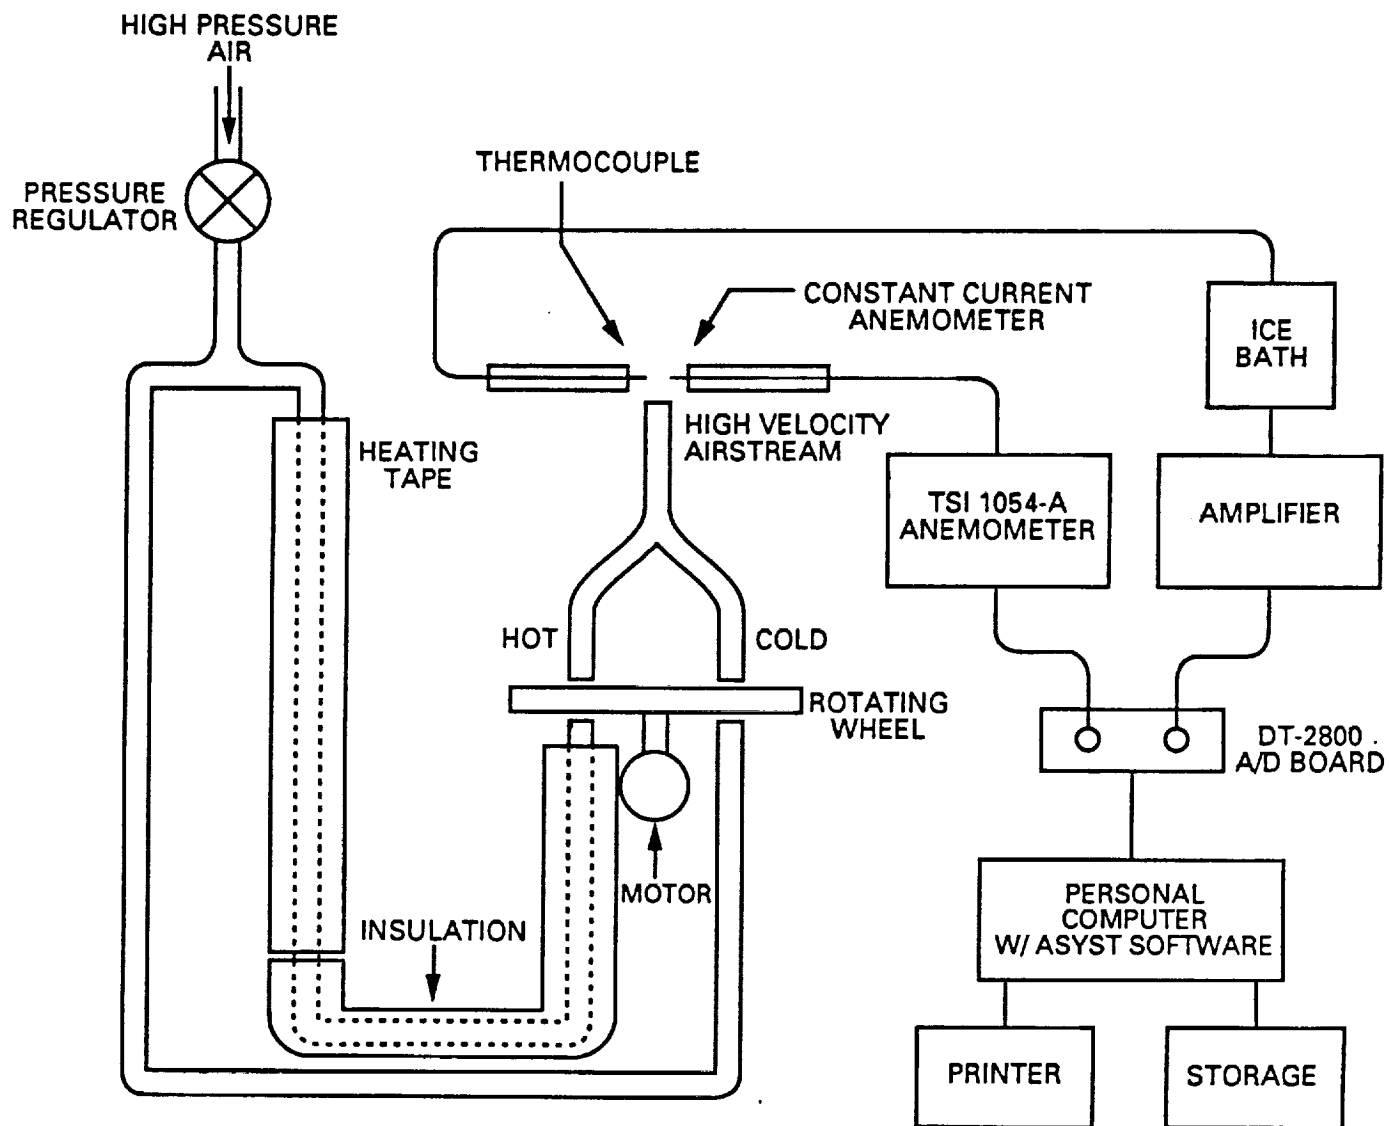 HIGH PRESSURE
AIR
THERMOCOUPLE
PRESSURE
REGULATOR
CONSTANT CURRENT
ANEMOMETER
ICE
BATH
HIGH VELOCITY
AIRSTREAM
HEATING
TAPE
TSI 1054-A
ANEMOMETER
AMPLIFIER
HOT
COLD
ROTATING
WHEEL
DT-2800
A/D BOARD
MOTOR
PERSONAL
COMPUTER
W/ ASYST SOFTWARE
INSULATION
PRINTER
STORAGE